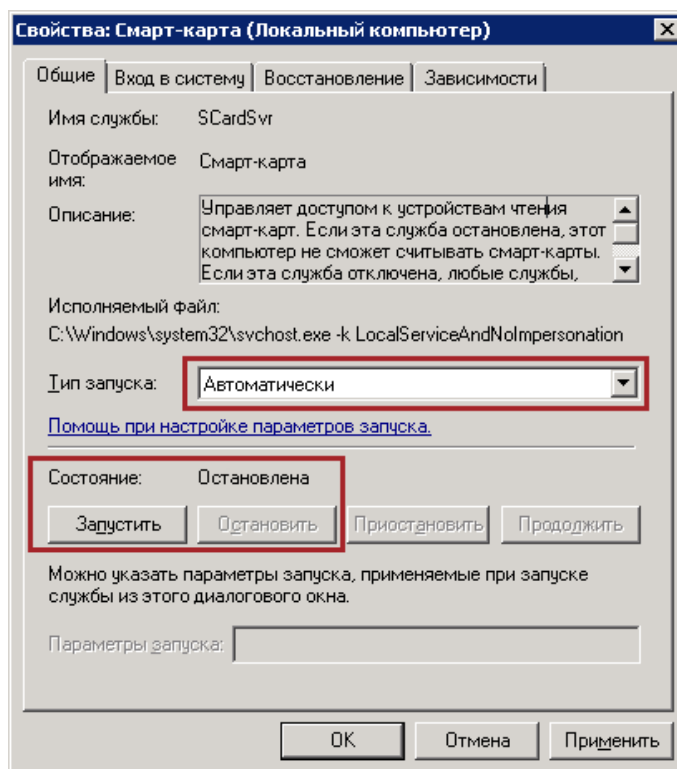 Свойства: Смарт-карта (Локальный компьютер)
Общие Вход в систему Восстановление Зависимости
Имя службы: SCardSvr
Отображаемое имя: Смарт-карта
Описание: Управляет доступом к устройствам чтения
смарт-карт. Если эта служба остановлена, этот
компьютер не сможет считывать смарт-карты.
Если эта служба отключена, любые службы,
Исполняемый файл:
C:\Windows\system32\svchost.exe -k LocalServiceAndNoImpersonation
Тип запуска: Автоматически
Помощь при настройке параметров запуска.
Состояние: Остановлена
Запустить Остановить Приостановить Продолжить
Можно указать параметры запуска, применяемые при запуске
службы из этого диалогового окна.
Параметры запуска:
OK Отмена Применить